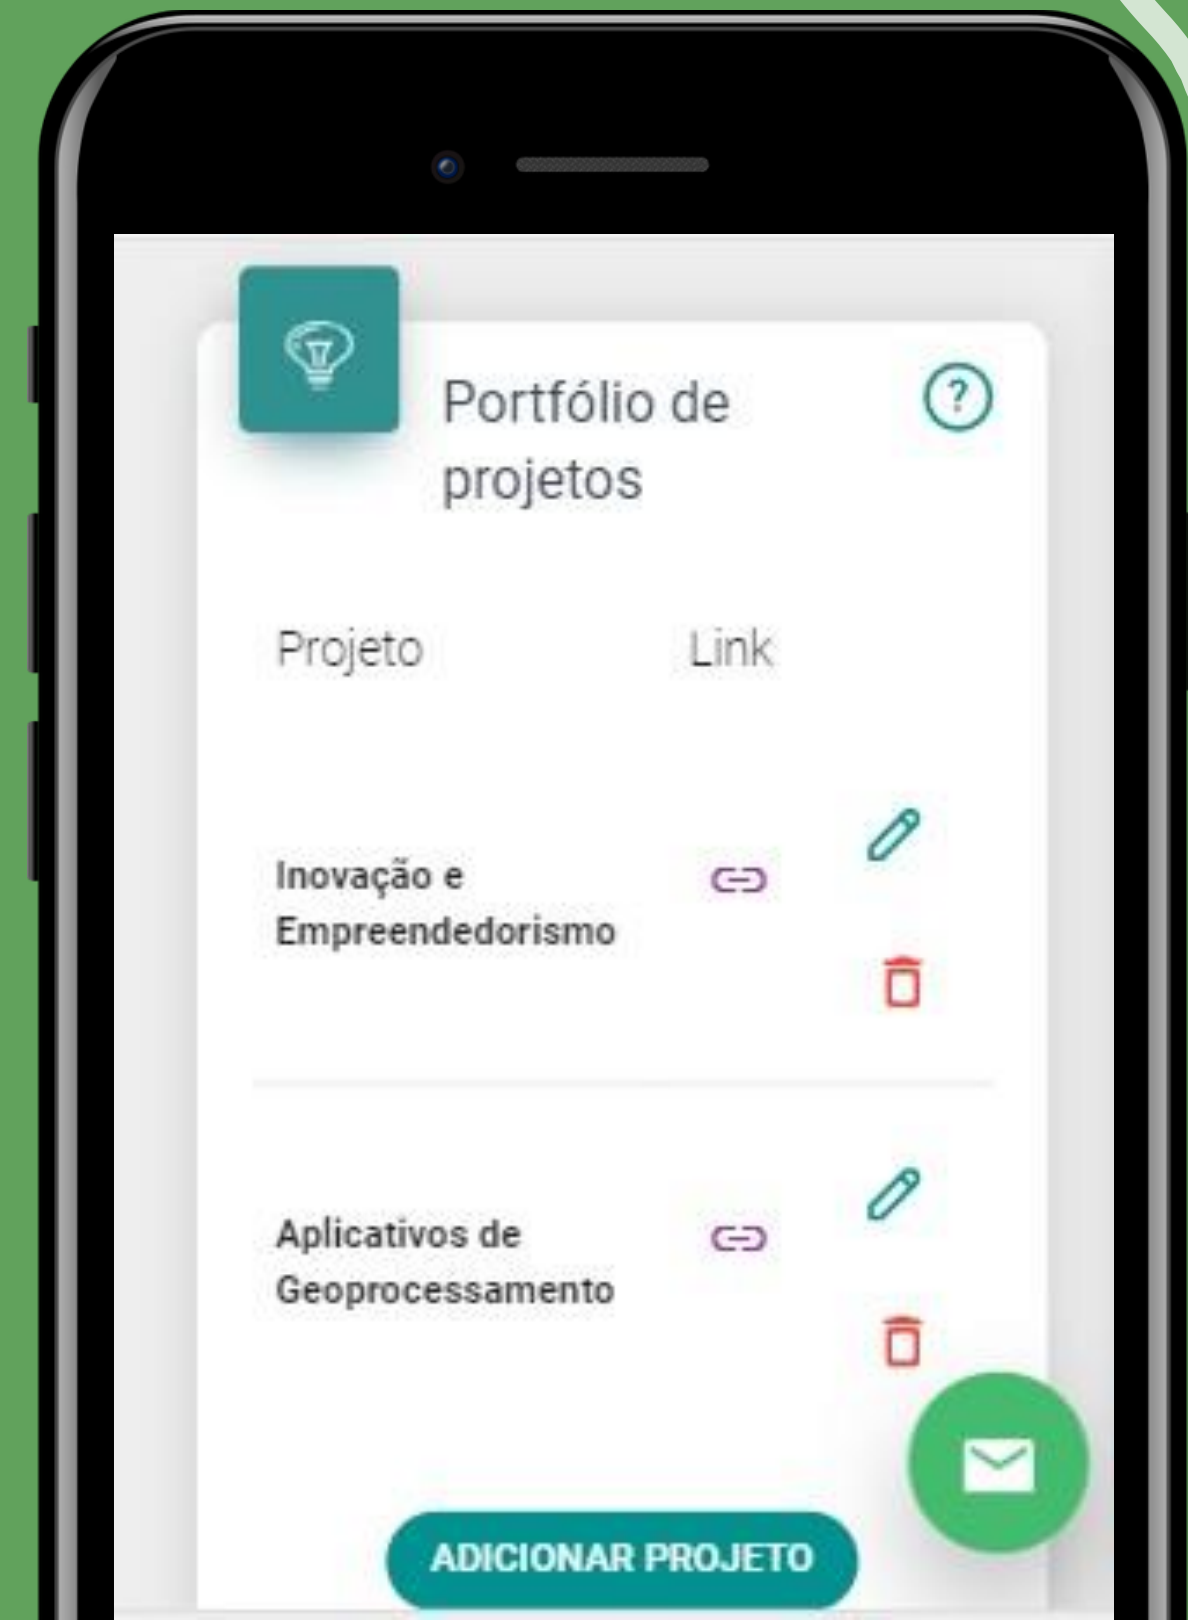 Portfólio de
projetos
Projeto Link
Inovação e
Empreendedorismo
Aplicativos de
Geoprocessamento
ADICIONAR PROJETO